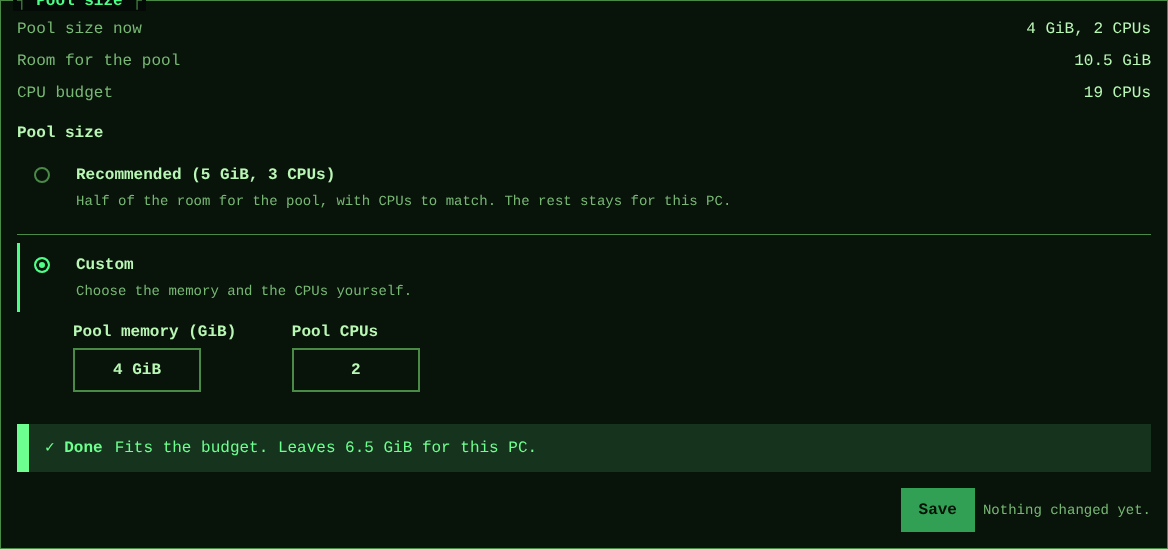 Pool size
Pool size now 4 GiB, 2 CPUs
Room for the pool 10.5 GiB
CPU budget 19 CPUs
Pool size
Recommended (5 GiB, 3 CPUs)
Half of the room for the pool, with CPUs to match. The rest stays for this PC.
Custom
Choose the memory and the CPUs yourself.
Pool memory (GiB) Pool CPUs
4 GiB 2
✓ Done Fits the budget. Leaves 6.5 GiB for this PC.
Save Nothing changed yet.